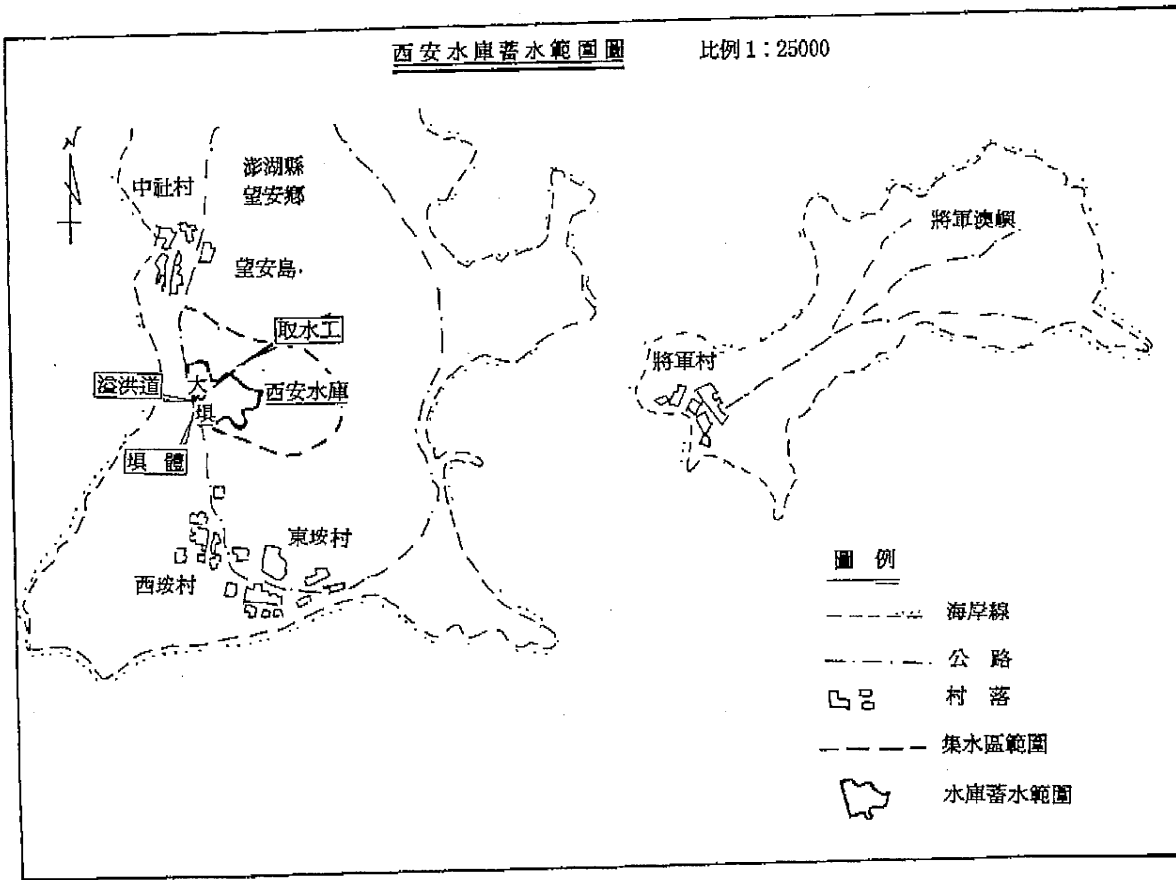 西安水庫蓄水範圍圖
比例1：25000
N
中社村
澎湖縣
望安鄉
望安島
取水工
溢洪道
大
壩
西安水庫
壩體
東垵村
西垵村
將軍澳嶼
將軍村
圖例
海岸線
公路
村落
集水區範圍
水庫蓄水範圍